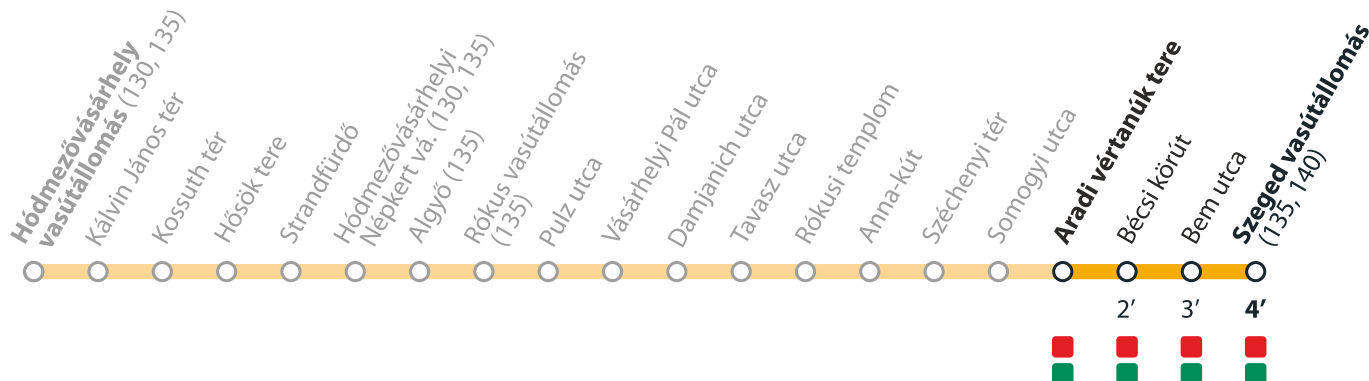 Hódmezővásárhely
vasútállomás (130, 135)
Kálvin János tér
Kossuth tér
Hősök tere
Strandfürdő
Hódmezővásárhelyi
Népkert vá. (130, 135)
Algyő (135)
Rókus vasútállomás
(135)
Pulz utca
Vásárhelyi Pál utca
Damjanich utca
Tavasz utca
Rókusi templom
Anna-kút
Széchenyi tér
Somogyi utca
Aradi vértanúk tere
Bécsi körút
Bem utca
Szeged vasútállomás
(135, 140)
2’ 3’ 4’